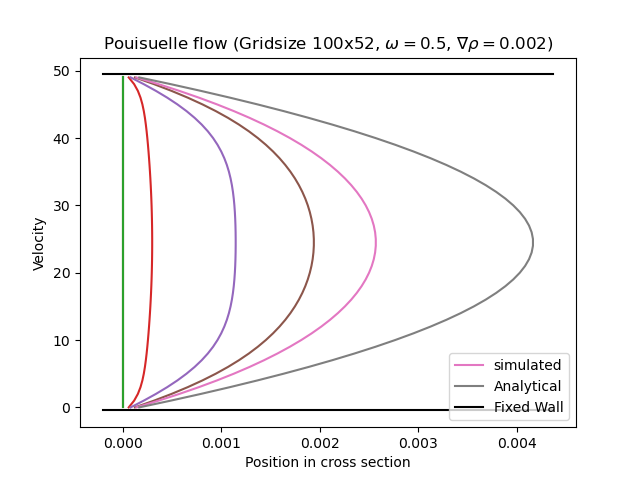 Pouisuelle flow (Gridsize 100x52, ω = 0.5, ∇ρ = 0.002)
Velocity
50
40
30
20
10
0
simulated
Analytical
Fixed Wall
0.000 0.001 0.002 0.003 0.004
Position in cross section